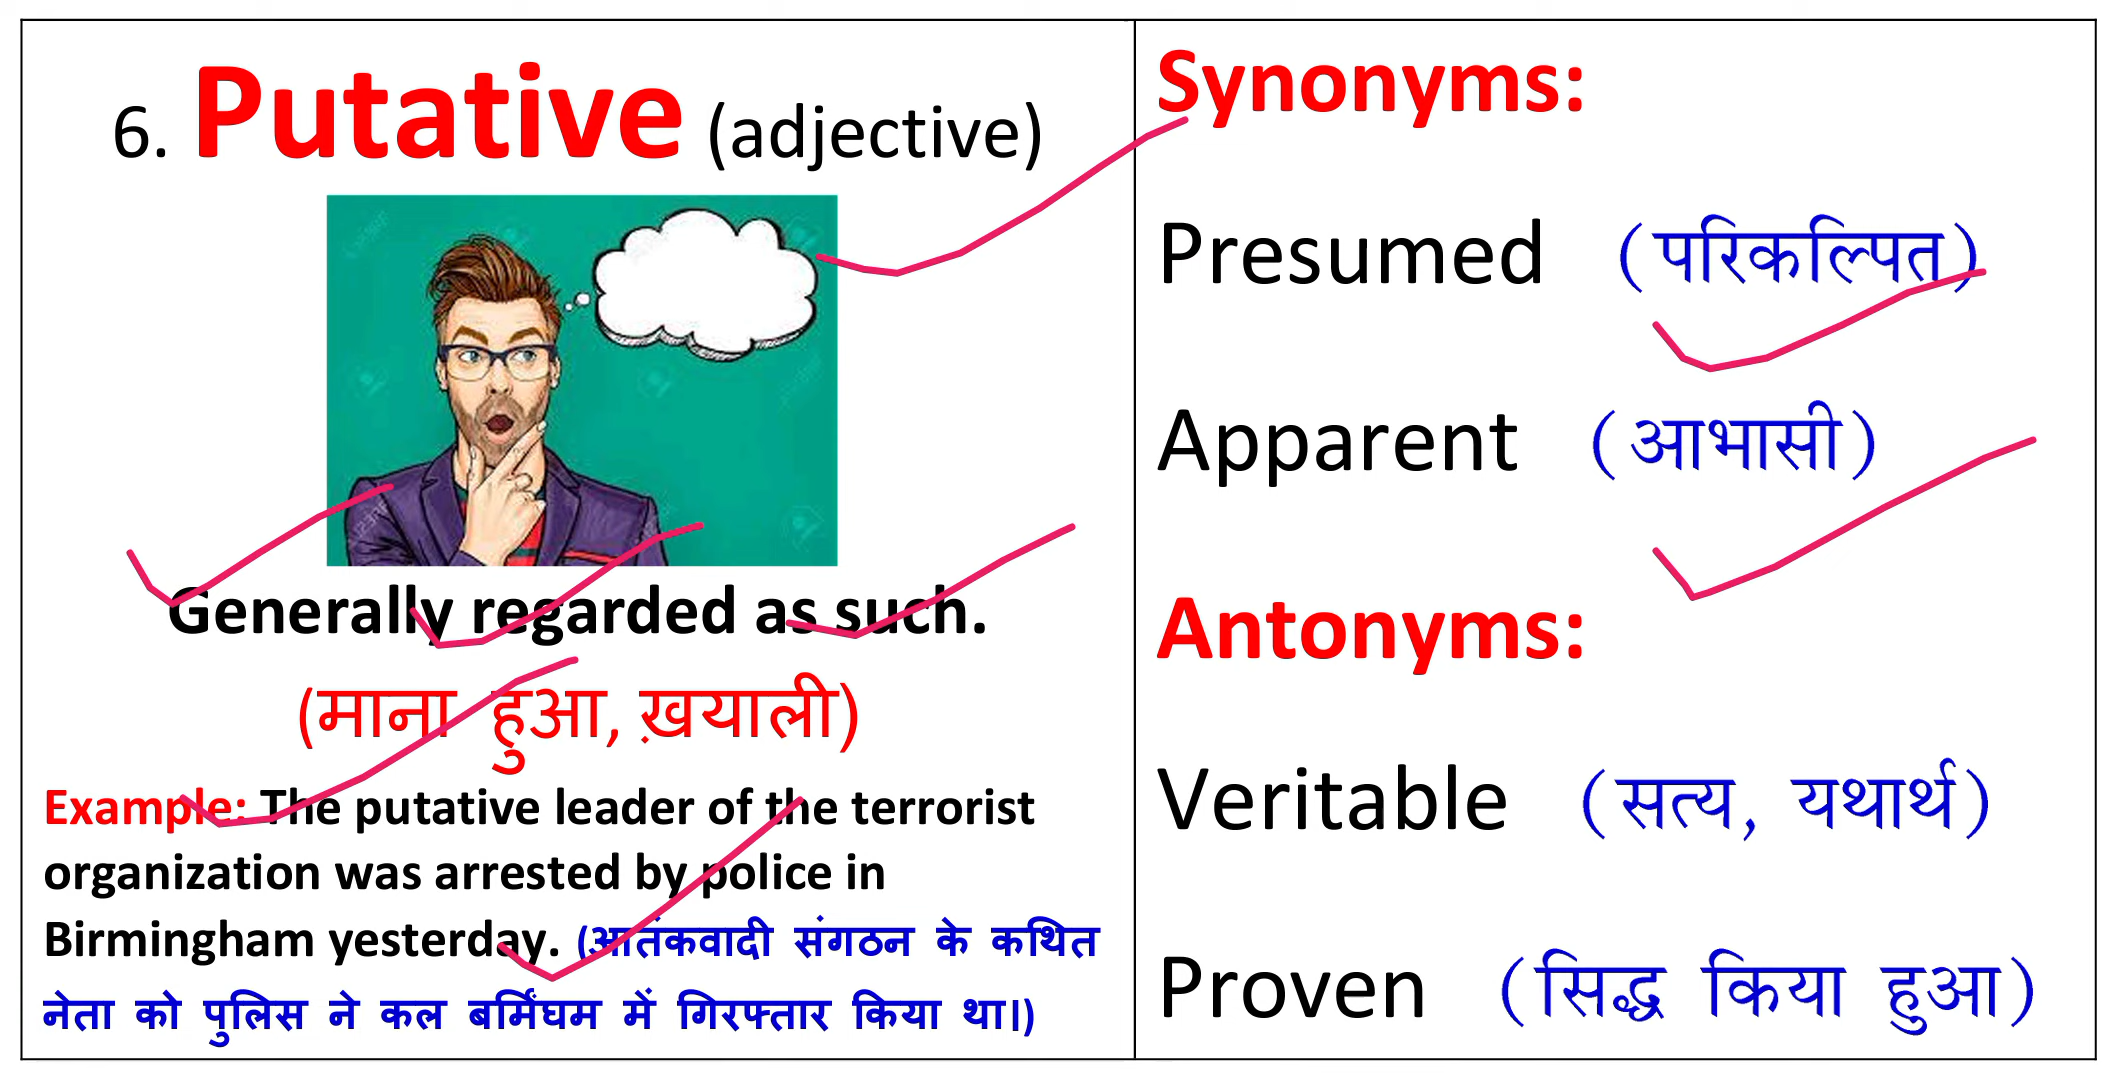 6. Putative (adjective)
Generally regarded as such.
(माना हुआ, ख़याली)
Example: The putative leader of the terrorist
organization was arrested by police in
Birmingham yesterday. (आतंकवादी संगठन के कथित
नेता को पुलिस ने कल बर्मिंघम में गिरफ्तार किया था।)
Synonyms:
Presumed (परिकल्पित)
Apparent (आभासी)
Antonyms:
Veritable (सत्य, यथार्थ)
Proven (सिद्ध किया हुआ)